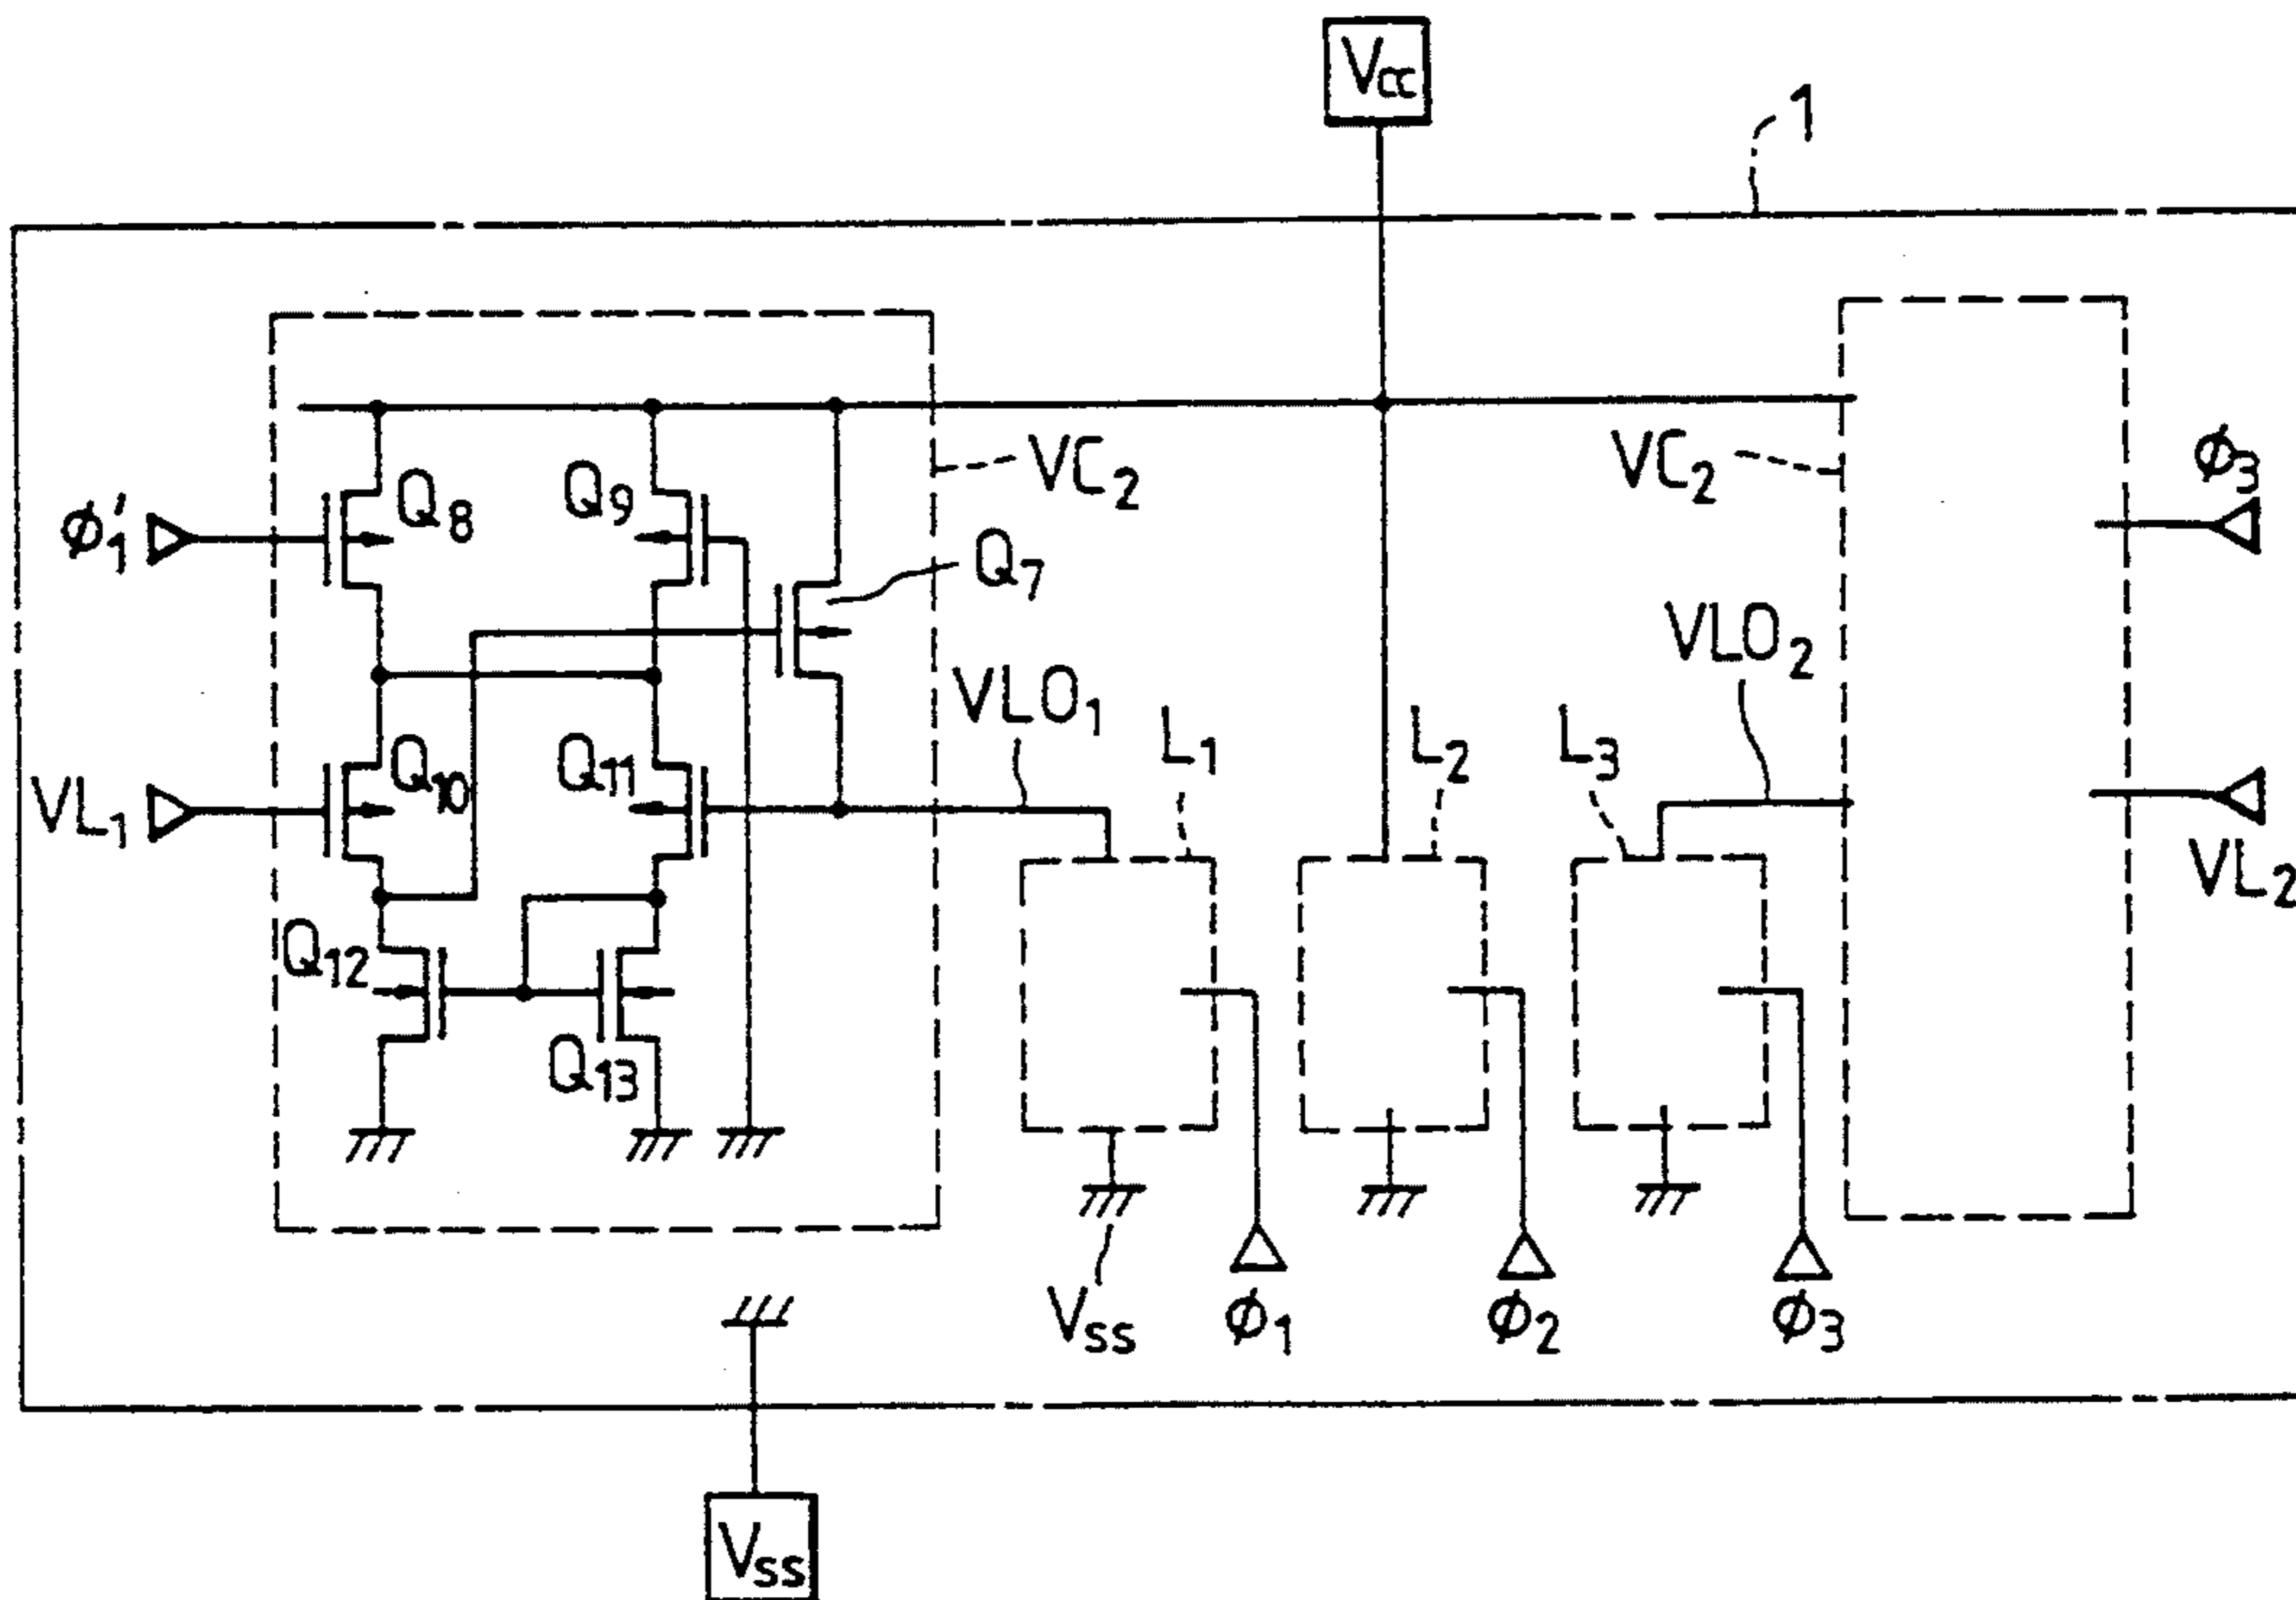 Vcc
1
VC₂
VC₂
ϕ₃
ϕ₁′
Q₈
Q₉
Q₇
VLO₁
VLO₂
VL₁
Q₁₀
Q₁₁
L₁
L₂
L₃
VL₂
Q₁₂
Q₁₃
Vss
ϕ₁
ϕ₂
ϕ₃
Vss